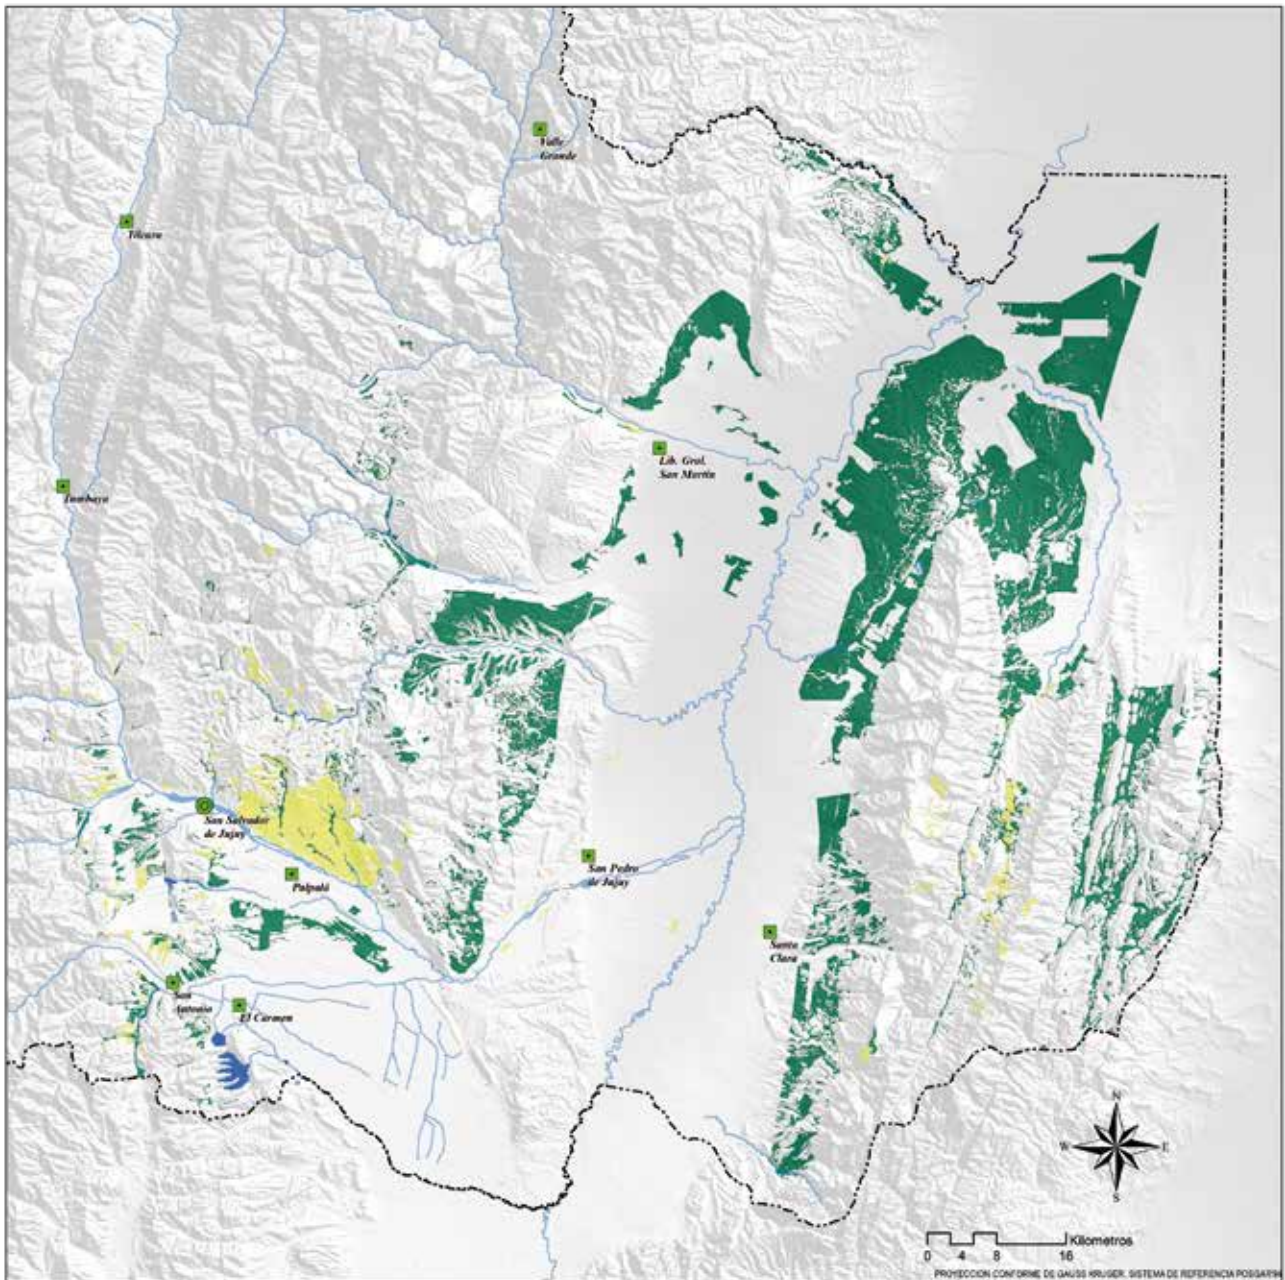 Valle
Grande
Tilcara
Lib. Gral.
San Martín
Tumbaya
San Salvador
de Jujuy
Palpalá
San Pedro
de Jujuy
Santa
Clara
San
Antonio
El Carmen
N
W
E
S
Kilometros
0 4 8 16
PROYECCION CONFORME DE GAUSS KRUGER. SISTEMA DE REFERENCIA POSGAR98